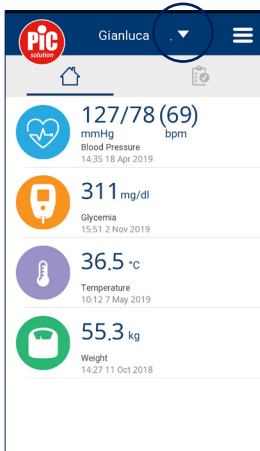 PiC
solution
Gianluca .
127/78 (69)
mmHg bpm
Blood Pressure
14:35 18 Apr 2019
311 mg/dl
Glycemia
15:51 2 Nov 2019
36.5 °C
Temperature
10:12 7 May 2019
55.3 kg
Weight
14:27 11 Oct 2018